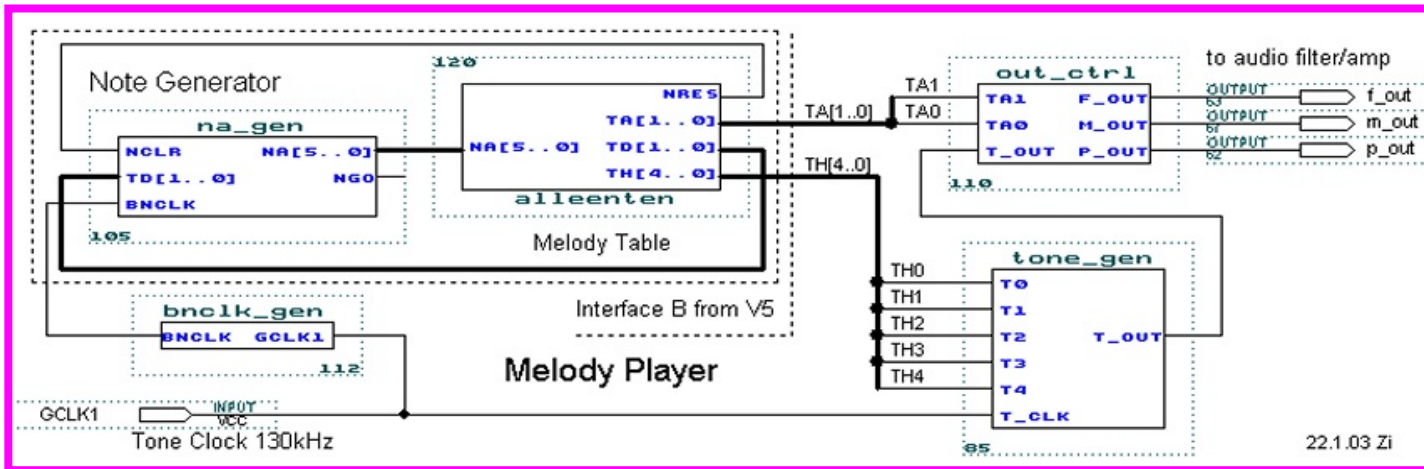 Note Generator
na_gen
NCLR
NA[5..0]
TD[1..0]
NGO
BNCLK
105
120
NRES
TA[1..0]
NA[5..0]
TD[1..0]
TH[4..0]
alleenten
Melody Table
TA[1..0]
TH[4..0]
TA1
TA0
out_ctrl
TA1
F_OUT
TA0
M_OUT
T_OUT
P_OUT
110
to audio filter/amp
OUTPUT
63
f_out
OUTPUT
67
m_out
OUTPUT
62
p_out
Interface B from V5
bnclk_gen
BNCLK
GCLK1
112
Melody Player
TH0
TH1
TH2
TH3
TH4
tone_gen
T0
T1
T2
T_OUT
T3
T4
T_CLK
85
GCLK1
INPUT
VCC
Tone Clock 130kHz
22.1.03 Zi